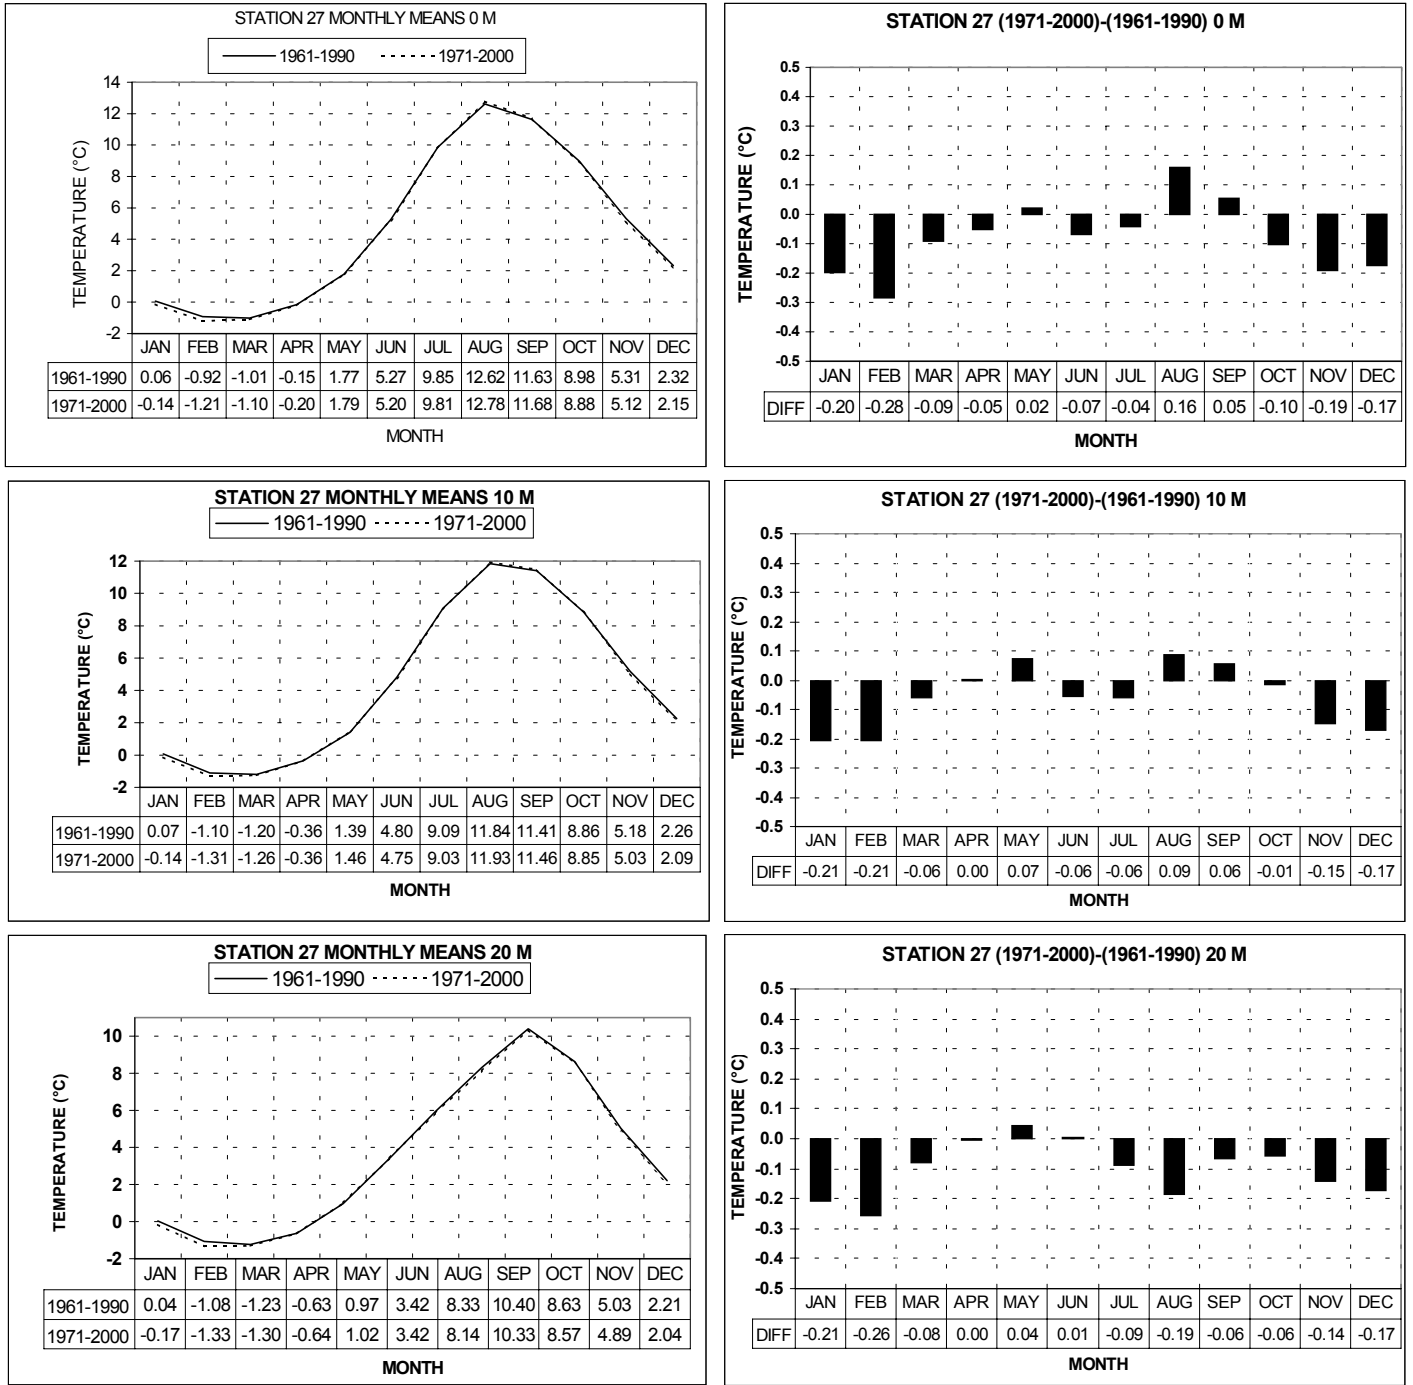 STATION 27 MONTHLY MEANS 0 M
1961-1990 1971-2000
14
12
10
8
6
4
2
0
-2
TEMPERATURE (°C)
JAN FEB MAR APR MAY JUN JUL AUG SEP OCT NOV DEC
1961-1990 0.06 -0.92 -1.01 -0.15 1.77 5.27 9.85 12.62 11.63 8.98 5.31 2.32
1971-2000 -0.14 -1.21 -1.10 -0.20 1.79 5.20 9.81 12.78 11.68 8.88 5.12 2.15
MONTH
STATION 27 (1971-2000)-(1961-1990) 0 M
0.5
0.4
0.3
0.2
0.1
0.0
-0.1
-0.2
-0.3
-0.4
-0.5
TEMPERATURE (°C)
JAN FEB MAR APR MAY JUN JUL AUG SEP OCT NOV DEC
DIFF -0.20 -0.28 -0.09 -0.05 0.02 -0.07 -0.04 0.16 0.05 -0.10 -0.19 -0.17
MONTH
STATION 27 MONTHLY MEANS 10 M
1961-1990 1971-2000
12
10
8
6
4
2
0
-2
TEMPERATURE (°C)
JAN FEB MAR APR MAY JUN JUL AUG SEP OCT NOV DEC
1961-1990 0.07 -1.10 -1.20 -0.36 1.39 4.80 9.09 11.84 11.41 8.86 5.18 2.26
1971-2000 -0.14 -1.31 -1.26 -0.36 1.46 4.75 9.03 11.93 11.46 8.85 5.03 2.09
MONTH
STATION 27 (1971-2000)-(1961-1990) 10 M
0.5
0.4
0.3
0.2
0.1
0.0
-0.1
-0.2
-0.3
-0.4
-0.5
TEMPERATURE (°C)
JAN FEB MAR APR MAY JUN JUL AUG SEP OCT NOV DEC
DIFF -0.21 -0.21 -0.06 0.00 0.07 -0.06 -0.06 0.09 0.06 -0.01 -0.15 -0.17
MONTH
STATION 27 MONTHLY MEANS 20 M
1961-1990 1971-2000
10
8
6
4
2
0
-2
TEMPERATURE (°C)
JAN FEB MAR APR MAY JUN AUG SEP OCT NOV DEC
1961-1990 0.04 -1.08 -1.23 -0.63 0.97 3.42 8.33 10.40 8.63 5.03 2.21
1971-2000 -0.17 -1.33 -1.30 -0.64 1.02 3.42 8.14 10.33 8.57 4.89 2.04
MONTH
STATION 27 (1971-2000)-(1961-1990) 20 M
0.5
0.4
0.3
0.2
0.1
0.0
-0.1
-0.2
-0.3
-0.4
-0.5
TEMPERATURE (°C)
JAN FEB MAR APR MAY JUN JUL AUG SEP OCT NOV DEC
DIFF -0.21 -0.26 -0.08 0.00 0.04 0.01 -0.09 -0.19 -0.06 -0.06 -0.14 -0.17
MONTH